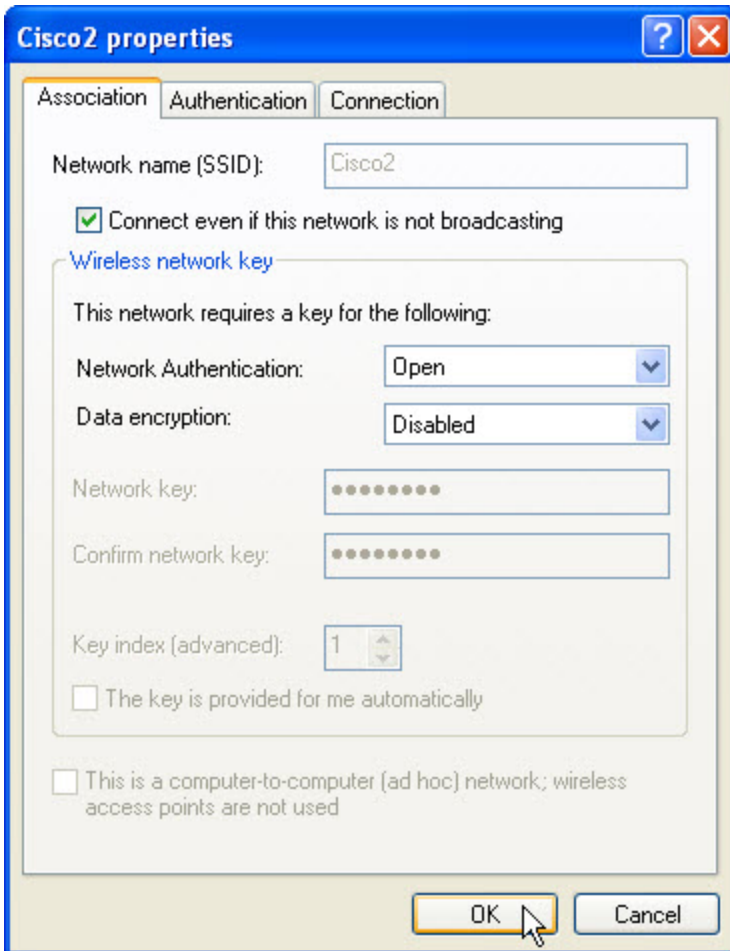 Cisco2 properties
Association Authentication Connection
Network name (SSID): Cisco2
Connect even if this network is not broadcasting
Wireless network key
This network requires a key for the following:
Network Authentication: Open
Data encryption: Disabled
Network key: ●●●●●●●●
Confirm network key: ●●●●●●●●
Key index (advanced): 1
The key is provided for me automatically
This is a computer-to-computer (ad hoc) network; wireless
access points are not used
OK Cancel